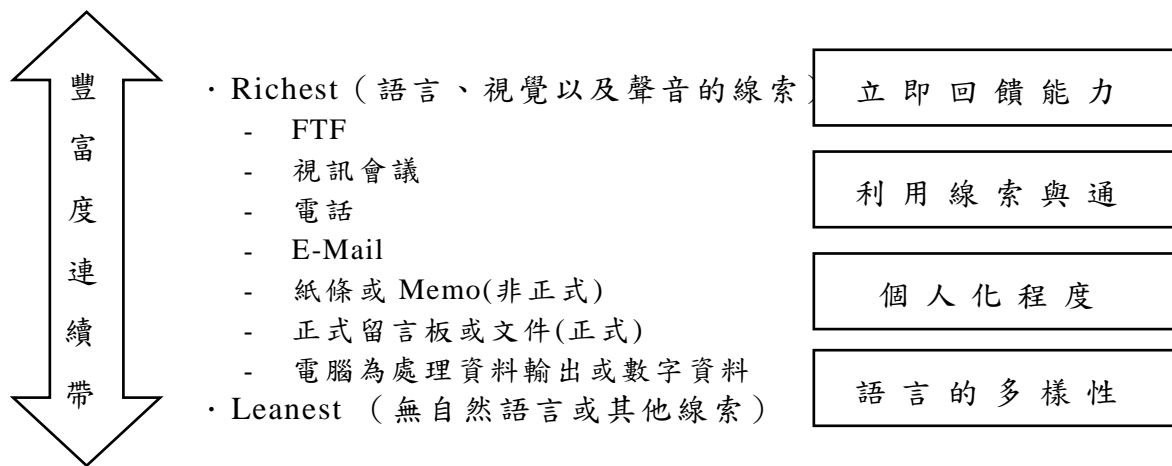 豐富度連續帶
・Richest（語言、視覺以及聲音的線索）
- FTF
- 視訊會議
- 電話
- E-Mail
- 紙條或 Memo(非正式)
- 正式留言板或文件(正式)
- 電腦為處理資料輸出或數字資料
・Leanest （無自然語言或其他線索）
立即回饋能力
利用線索與通
個人化程度
語言的多樣性